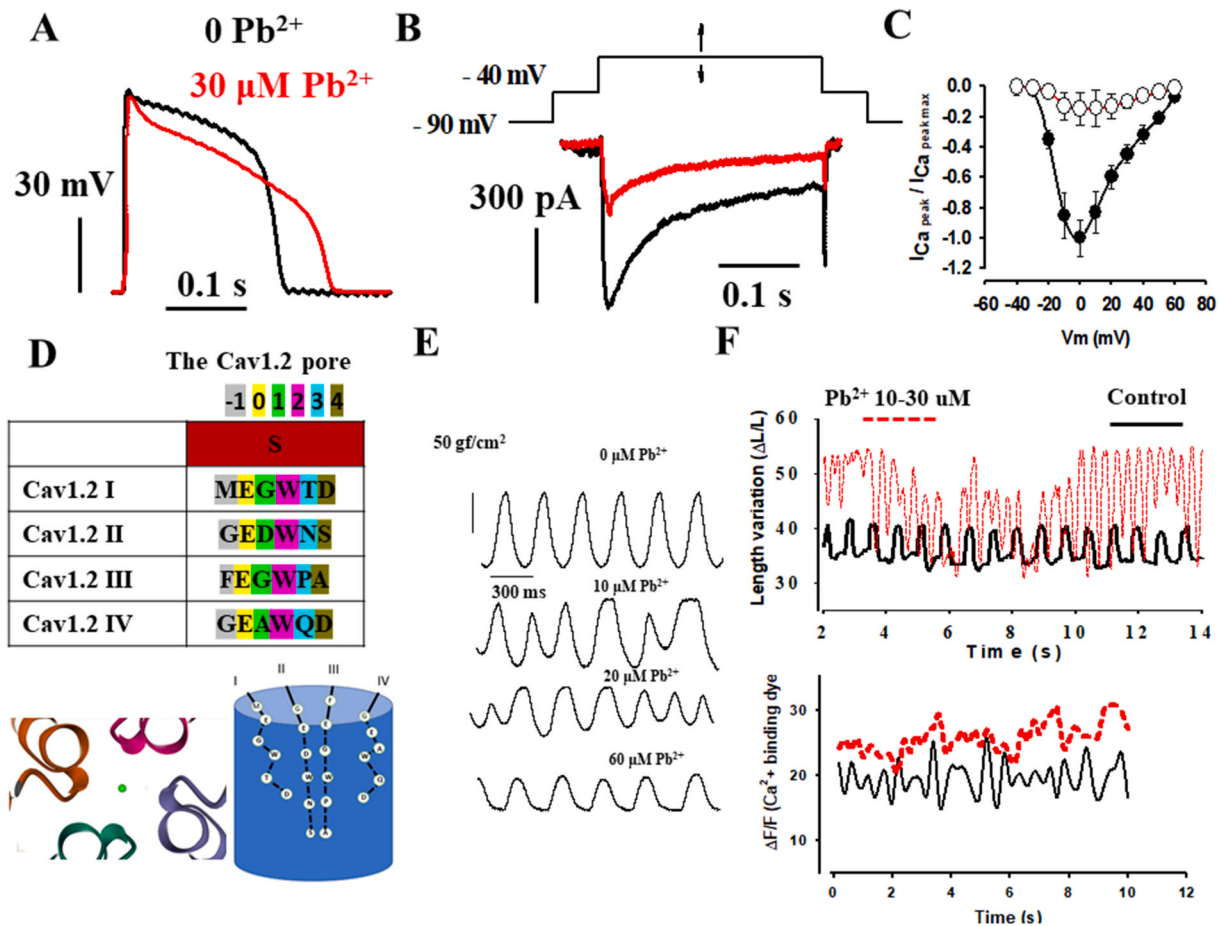 A
0 Pb²⁺
30 µM Pb²⁺
30 mV
0.1 s
B
- 40 mV
- 90 mV
300 pA
0.1 s
C
I Ca peak / I Ca peak max
0.0
-0.2
-0.4
-0.6
-0.8
-1.0
-1.2
-60 -40 -20 0 20 40 60 80
Vm (mV)
D
The Cav1.2 pore
-1 0 1 2 3 4
S
Cav1.2 I MEGWTD
Cav1.2 II GEDWNS
Cav1.2 III FEGWPA
Cav1.2 IV GEAWQD
I II III IV
M E G W T D
G E D W N S
F E G W P A
G E A W Q D
E
50 gf/cm²
0 µM Pb²⁺
300 ms
10 µM Pb²⁺
20 µM Pb²⁺
60 µM Pb²⁺
F
Pb²⁺ 10-30 uM
Control
Length variation (ΔL/L)
60
50
40
30
2 4 6 8 10 12 14
Time (s)
ΔF/F (Ca²+ binding dye
30
20
10
0 2 4 6 8 10 12
Time (s)